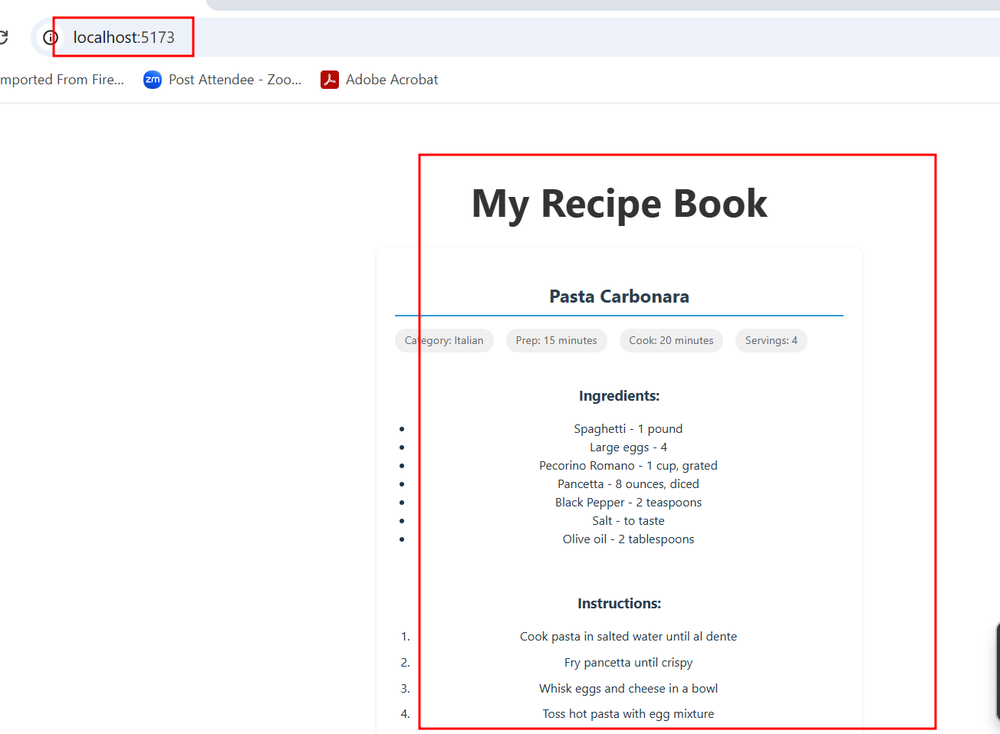 localhost:5173
mported From Fire...
zm Post Attendee - Zoo...
Adobe Acrobat
My Recipe Book
Pasta Carbonara
Category: Italian
Prep: 15 minutes
Cook: 20 minutes
Servings: 4
Ingredients:
• Spaghetti - 1 pound
• Large eggs - 4
• Pecorino Romano - 1 cup, grated
• Pancetta - 8 ounces, diced
• Black Pepper - 2 teaspoons
• Salt - to taste
• Olive oil - 2 tablespoons
Instructions:
1. Cook pasta in salted water until al dente
2. Fry pancetta until crispy
3. Whisk eggs and cheese in a bowl
4. Toss hot pasta with egg mixture